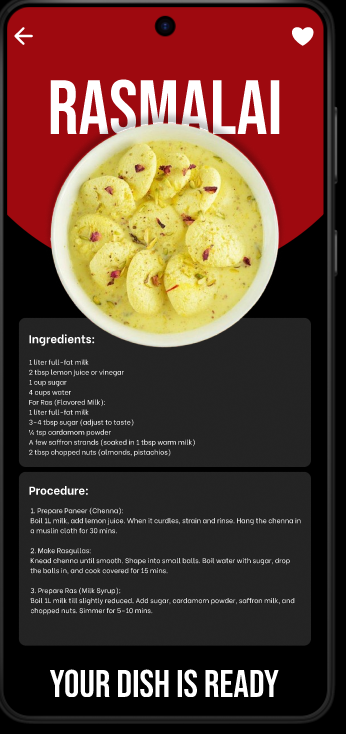 RASMALAI
Ingredients:
1 liter full-fat milk
2 tbsp lemon juice or vinegar
1 cup sugar
4 cups water
For Ras (Flavored Milk):
1 liter full-fat milk
3-4 tbsp sugar (adjust to taste)
½ tsp cardamom powder
A few saffron strands (soaked in 1 tbsp warm milk)
2 tbsp chopped nuts (almonds, pistachios)
Procedure:
1. Prepare Paneer (Chenna):
Boil 1L milk, add lemon juice. When it curdles, strain and rinse. Hang the chenna in
a muslin cloth for 30 mins.
2. Make Rasgullas:
Knead chenna until smooth. Shape into small balls. Boil water with sugar, drop
the balls in, and cook covered for 15 mins.
3. Prepare Ras (Milk Syrup):
Boil 1L milk till slightly reduced. Add sugar, cardamom powder, saffron milk, and
chopped nuts. Simmer for 5-10 mins.
YOUR DISH IS READY